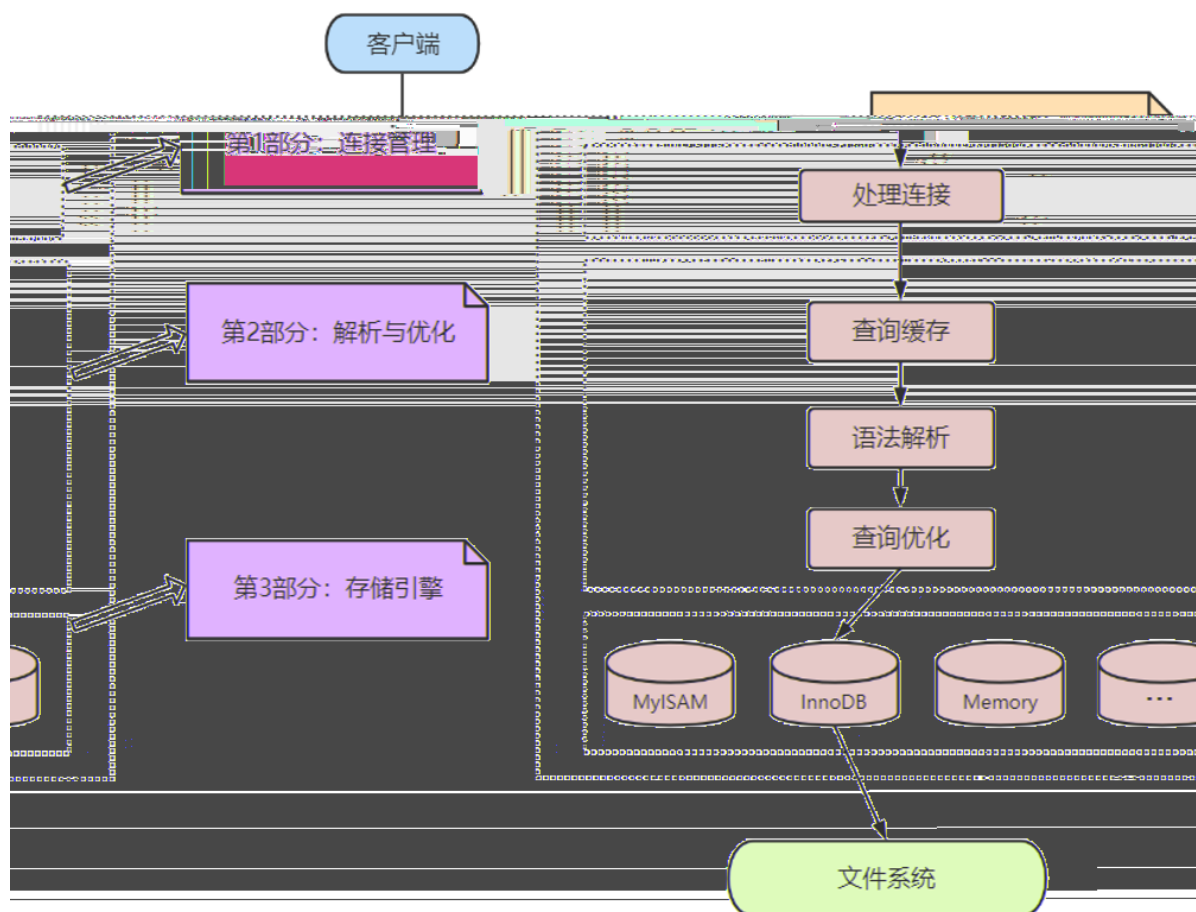 客户端
第1部分：连接管理
处理连接
第2部分：解析与优化
查询缓存
语法解析
查询优化
第3部分：存储引擎
MyISAM
InnoDB
Memory
...
文件系统